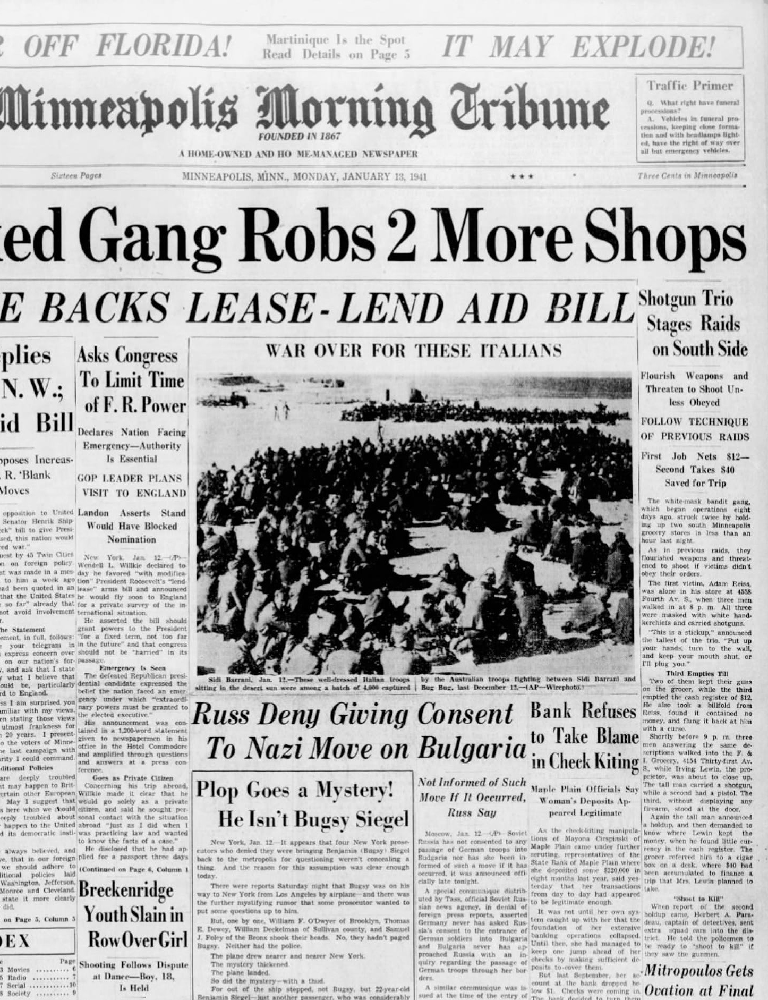 OFF FLORIDA!
Martinique Is the Spot
Read Details on Page 5
IT MAY EXPLODE!
Minneapolis Morning Tribune
FOUNDED IN 1867
A HOME-OWNED AND HO ME-MANAGED NEWSPAPER
Traffic Primer
Q. What right have funeral
processions?
A. Vehicles in funeral pro-
cessions, keeping close forma-
tion and with headlamps light-
ed, have the right of way over
all but emergency vehicles.
Sixteen Pages
MINNEAPOLIS, MINN., MONDAY, JANUARY 13, 1941
★★★
Three Cents in Minneapolis
ed Gang Robs 2 More Shops
E BACKS LEASE-LEND AID BILL
plies
N. W.;
id Bill
pposes Increas-
R. 'Blank
Moves
opposition to United
Senator Henrik Ship-
eck" bill to give Presi-
sed, this nation would
ed war."
uest by 45 Twin Cities
n on foreign policy.
st was made in a mes-
to him a week ago
had been quoted in an
that the United States
so far" already that
not avoid involvement
r.
he Statement
ement, in full, follows:
your telegram in
express concern over
on our nation's for-
y, and ask that I state
y what I believe that
ould be, particularly
rd to England.
ss I am surprised you
amiliar with my views.
en stating those views
utmost frankness for
20 years. I present-
o the voters of Minne-
he last campaign with
arity I could command.
ditional Policies
are deeply troubled
at may happen to Brit-
certain other European
May I suggest that
s here when we should
eeply troubled about
happen to the United
d its democratic insti-
always believed, and
ve, that in our foreign
we should adhere to
ditional policies laid
Washington, Jefferson,
Monroe and Cleveland.
state it more clearly
did.
on Page 5, Column 3
DEX
Page
3 Movies .......... 6
5 Radio ........... 7
7 Serial ............10
8 Society .......... 9
Asks Congress
To Limit Time
of F. R. Power
Declares Nation Facing
Emergency—Authority
Is Essential
GOP LEADER PLANS
VISIT TO ENGLAND
Landon Asserts Stand
Would Have Blocked
Nomination
New York, Jan. 12.—(AP)—
Wendell L. Willkie declared to-
day he favored "with modifica-
tion" President Roosevelt's "lend-
lease" arms bill and announced
he would fly soon to England
for a private survey of the in-
ternational situation.
He asserted the bill should
grant powers to the President
"for a fixed term, not too far
in the future" and that congress
should not be "harried" in its
passage.
Emergency Is Seen
The defeated Republican presi-
dential candidate expressed the
belief the nation faced an emer-
gency under which "extraordi-
nary powers must be granted to
the elected executive."
His announcement was con-
tained in a 1,200-word statement
given to newspapermen in his
office in the Hotel Commodore
and amplified through questions
and answers at a press con-
ference.
Goes as Private Citizen
Concerning his trip abroad,
Willkie made it clear that he
would go solely as a private
citizen, and said he sought per-
sonal contact with the situation
abroad "just as I did when I
was practicing law and wanted
to know the facts of a case."
He disclosed that he had ap-
plied for a passport three days
(Continued on Page 6, Column 1
Breckenridge
Youth Slain in
Row Over Girl
Shooting Follows Dispute
at Dance—Boy, 18,
Is Held
WAR OVER FOR THESE ITALIANS
Sidi Barrani, Jan. 12.—These well-dressed Italian troops
sitting in the desert sun were among a batch of 4,000 captured
by the Australian troops fighting between Sidi Barrani and
Bug Bug, last December 12.—(AP—Wirephoto.)
Russ Deny Giving Consent
To Nazi Move on Bulgaria
Plop Goes a Mystery!
He Isn't Bugsy Siegel
New York, Jan. 12.—It appears that four New York prose-
cutors who denied they were bringing Benjamin (Bugsy) Siegel
back to the metropolis for questioning weren't concealing a
thing. And the reason for this assumption was clear enough
today.
There were reports Saturday night that Bugsy was on his
way to New York from Los Angeles by airplane—and there was
the further mystifying rumor that some prosecutor wanted to
put some questions up to him.
But, one by one, William F. O'Dwyer of Brooklyn, Thomas
E. Dewey, William Deckelman of Sullivan county, and Samuel
J. Foley of the Bronx shook their heads. No, they hadn't paged
Bugsy. Neither had the police.
The plane drew nearer and nearer New York.
The mystery thickened.
The plane landed.
So did the mystery—with a thud.
For out of the ship stepped, not Bugsy, but 22-year-old
Benjamin Siegel—just another passenger, who was considerably
Not Informed of Such
Move If It Occurred,
Russ Say
Moscow, Jan. 12.—(AP)—Soviet
Russia has not consented to any
passage of German troops into
Budgaria nor has she been in-
formed of such a move if it has
occurred, it was announced offi-
cially late tonight.
A special communique distrib-
uted by Tass, official Soviet Rus-
sian news agency, in denial of
foreign press reports, asserted
Germany never has asked Rus-
sia's consent to the entrance of
German soldiers into Bulgaria
and Bulgaria never has ap-
proached Russia with an in-
quiry regarding the passage of
German troops through her bor-
ders.
A similar communique was is-
sued at the time of the entry of
Bank Refuses
to Take Blame
in Check Kiting
Maple Plain Officials Say
Woman's Deposits Ap-
peared Legitimate
As the check-kiting manipula-
tions of Mayona Cirspinski of
Maple Plain came under further
scrutiny, representatives of the
State Bank of Maple Plain where
she deposited some $220,000 in
eight months last year, said yes-
terday that her transactions
from day to day had appeared
to be legitimate enough.
It was not until her own sys-
tem caught up with her that the
foundation of her extensive
banking operations collapsed.
Until then, she had managed to
keep one jump ahead of her
checks by making sufficient de-
posits to cover them.
But last September, her ac-
count at the bank dropped be-
low $1. Checks were coming in.
The bank decided to turn them
Shotgun Trio
Stages Raids
on South Side
Flourish Weapons and
Threaten to Shoot Un-
less Obeyed
FOLLOW TECHNIQUE
OF PREVIOUS RAIDS
First Job Nets $12—
Second Takes $40
Saved for Trip
The white-mask bandit gang,
which began operations eight
days ago, struck twice by hold-
ing up two south Minneapolis
grocery stores in less than an
hour last night.
As in previous raids, they
flourished weapons and threat-
ened to shoot if victims didn't
obey their orders.
The first victim, Adam Reiss,
was alone in his store at 4558
Fourth Av. S., when three men
walked in at 8 p. m. All three
were masked with white hand-
kerchiefs and carried shotguns.
"This is a stickup," announced
the tallest of the trio. "Put up
your hands, turn to the wall,
and keep your mouth shut, or
I'll plug you."
Third Empties Till
Two of them kept their guns
on the grocer, while the third
emptied the cash register of $12.
He also took a billfold from
Reiss, found it contained no
money, and flung it back at him
with a curse.
Shortly before 9 p. m. three
men answering the same de-
scriptions walked into the F. &
I. Grocery, 4154 Thirty-first Av.
S., while Irving Lewin, the pro-
prietor, was about to close up.
The tall man carried a shotgun,
while a second had a pistol. The
third, without displaying any
firearm, stood at the door.
Again the tall man announced
a holdup, and then demanded to
know where Lewin kept the
money, when he found little cur-
rency in the cash register. The
grocer referred him to a cigar
box on a desk, where $40 had
been accumulated to finance a
trip that Mrs. Lewin planned to
take.
"Shoot to Kill"
When report of the second
holdup came, Herbert A. Para-
deau, captain of detectives, sent
extra squad cars into the dis-
trict. He told the policemen to
be ready to "shoot to kill" if
they saw the gunmen.
Mitropoulos Gets
Ovation at Final